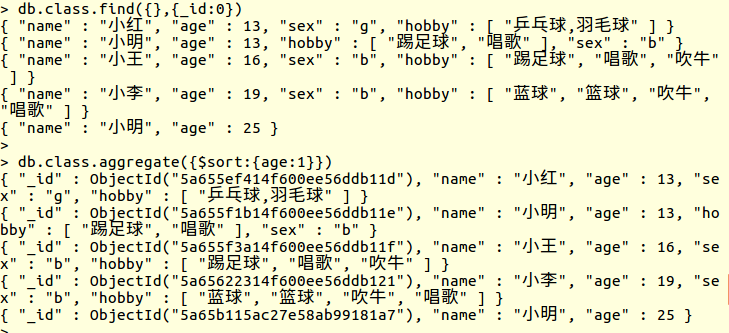 > db.class.find({},{_id:0})
{ "name" : "小红", "age" : 13, "sex" : "g", "hobby" : [ "乒乓球,羽毛球" ] }
{ "name" : "小明", "age" : 13, "hobby" : [ "踢足球", "唱歌" ], "sex" : "b" }
{ "name" : "小王", "age" : 16, "sex" : "b", "hobby" : [ "踢足球", "唱歌", "吹牛"
 ] }
{ "name" : "小李", "age" : 19, "sex" : "b", "hobby" : [ "蓝球", "篮球", "吹牛",
"唱歌" ] }
{ "name" : "小明", "age" : 25 }
>
> db.class.aggregate({$sort:{age:1}})
{ "_id" : ObjectId("5a655ef414f600ee56ddb11d"), "name" : "小红", "age" : 13, "se
x" : "g", "hobby" : [ "乒乓球,羽毛球" ] }
{ "_id" : ObjectId("5a655f1b14f600ee56ddb11e"), "name" : "小明", "age" : 13, "ho
bby" : [ "踢足球", "唱歌" ], "sex" : "b" }
{ "_id" : ObjectId("5a655f3a14f600ee56ddb11f"), "name" : "小王", "age" : 16, "se
x" : "b", "hobby" : [ "踢足球", "唱歌", "吹牛" ] }
{ "_id" : ObjectId("5a65622314f600ee56ddb121"), "name" : "小李", "age" : 19, "se
x" : "b", "hobby" : [ "蓝球", "篮球", "吹牛", "唱歌" ] }
{ "_id" : ObjectId("5a65b115ac27e58ab99181a7"), "name" : "小明", "age" : 25 }